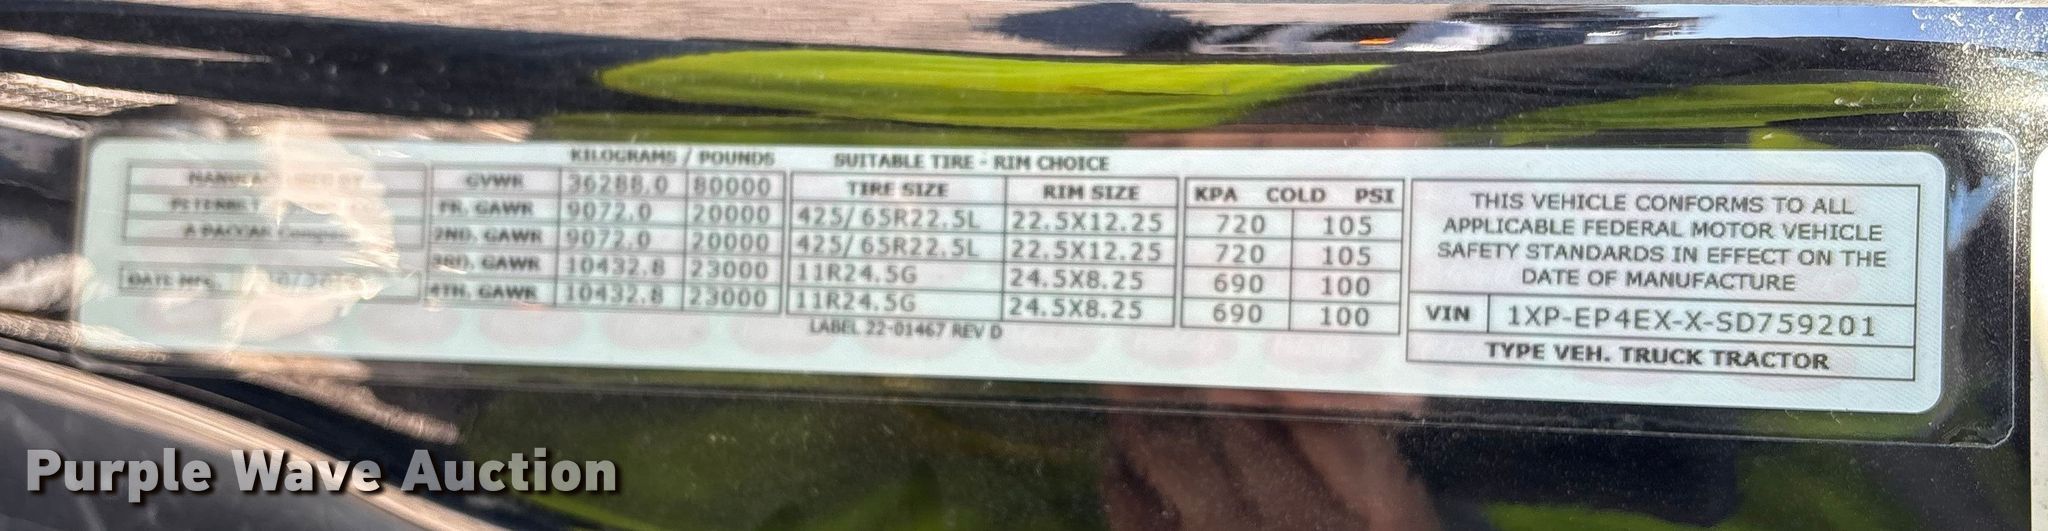 KILOGRAMS / POUNDS SUITABLE TIRE - RIM CHOICE
MANUFACTURED BY GVWR 36288.0 80000 TIRE SIZE RIM SIZE KPA COLD PSI
PETERBILT FR. GAWR 9072.0 20000 425/65R22.5L 22.5X12.25 720 105
A PACCAR Company 2ND. GAWR 9072.0 20000 425/65R22.5L 22.5X12.25 720 105
3RD. GAWR 10432.8 23000 11R24.5G 24.5X8.25 690 100
DATE MFG. 4TH. GAWR 10432.8 23000 11R24.5G 24.5X8.25 690 100
LABEL 22-01467 REV D
THIS VEHICLE CONFORMS TO ALL
APPLICABLE FEDERAL MOTOR VEHICLE
SAFETY STANDARDS IN EFFECT ON THE
DATE OF MANUFACTURE
VIN 1XP-EP4EX-X-SD759201
TYPE VEH. TRUCK TRACTOR
Purple Wave Auction